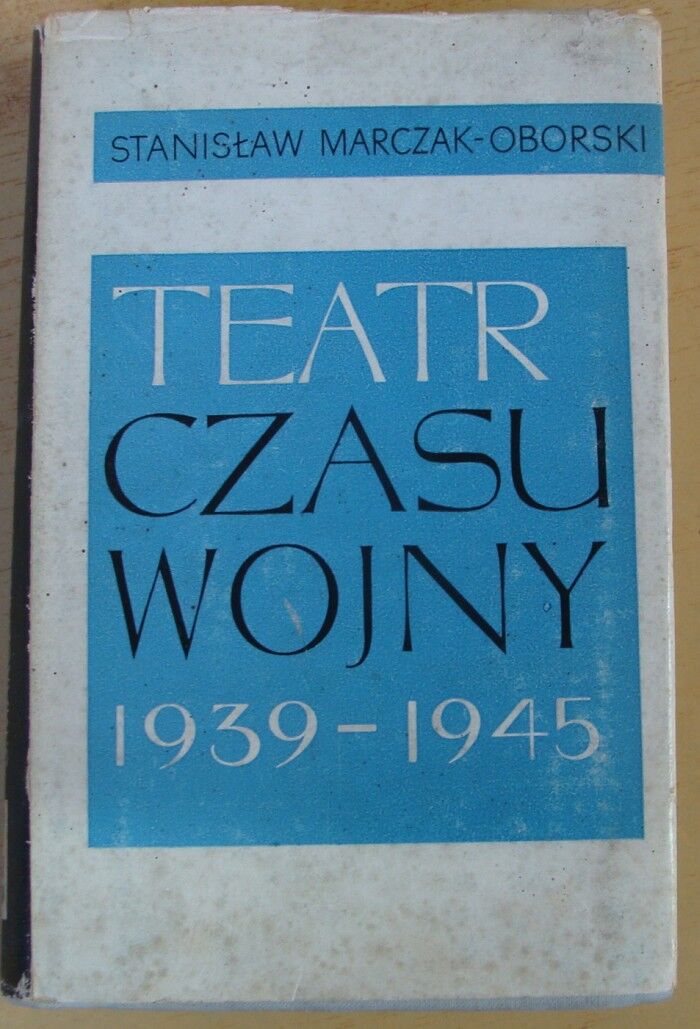 STANISŁAW MARCZAK-OBORSKI
TEATR
CZASU
WOJNY
1939-1945